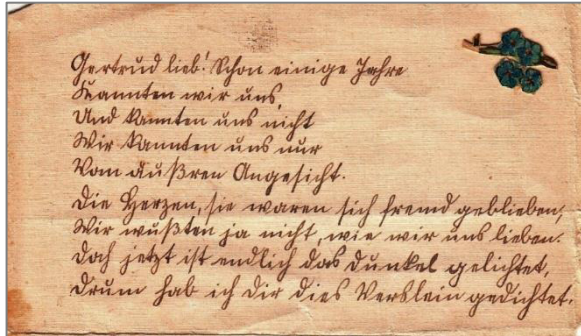 Gertrud lieb! Schon einige Jahre
Kannten wir uns,
Und kannten uns nicht
Wir kannten uns nur
Vom äußren Angesicht.
Die Herzen, sie waren sich fremd geblieben,
Wir wußten ja nicht, wie wir uns lieben.
Doch jetzt ist endlich das Dunkel gelichtet,
Drum hab ich Dir dies Verslein gedichtet.